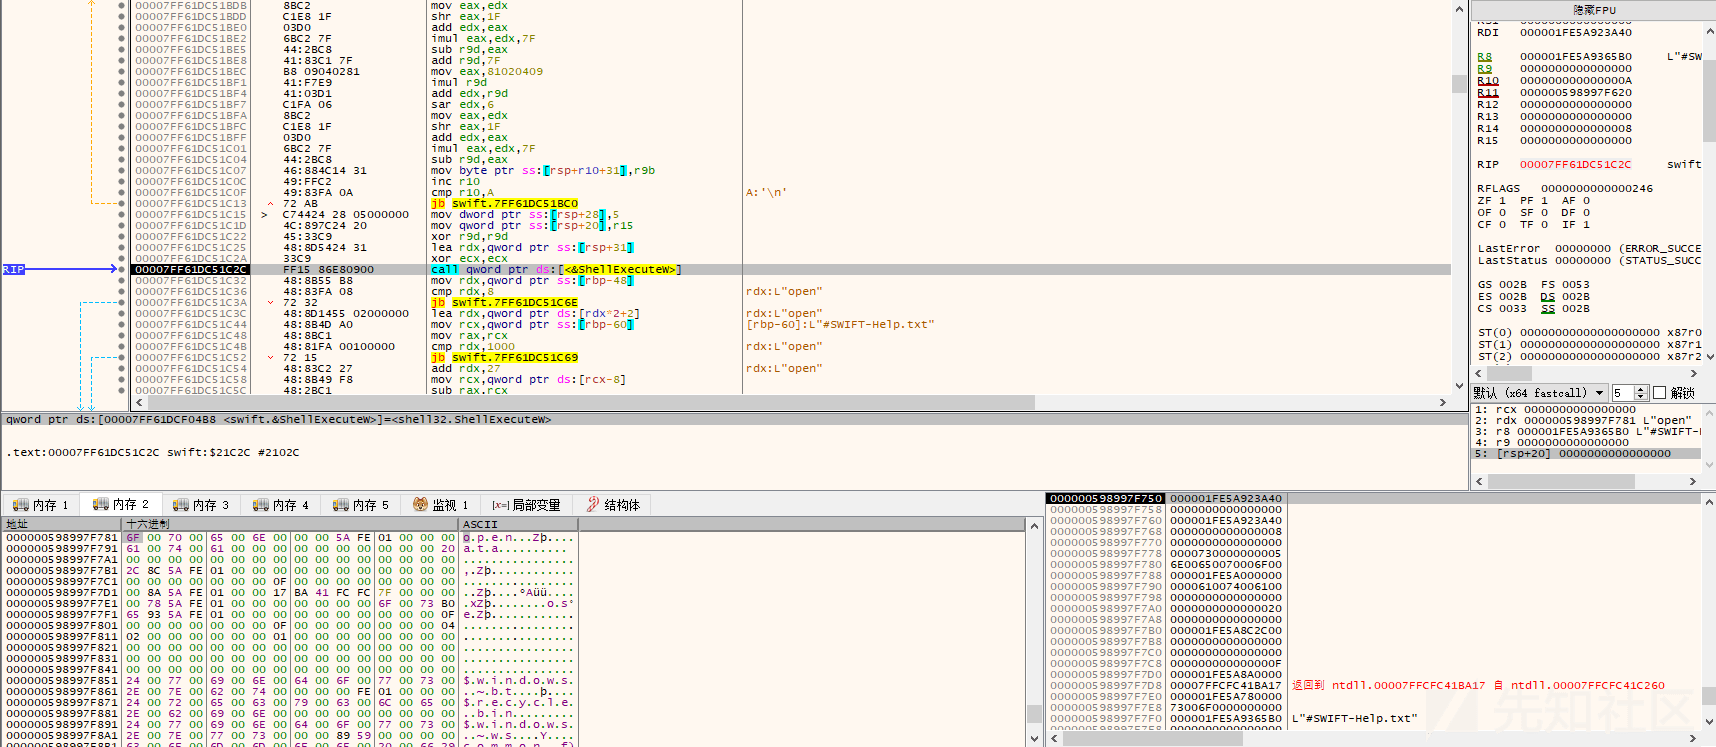 00007FF61DC51BDB 8BC2 mov eax,edx
00007FF61DC51BDD C1E8 1F shr eax,1F
00007FF61DC51BE0 03D0 add edx,eax
00007FF61DC51BE2 6BC2 7F imul eax,edx,7F
00007FF61DC51BE5 44:2BC8 sub r9d,eax
00007FF61DC51BE8 41:83C1 7F add r9d,7F
00007FF61DC51BEC B8 09040281 mov eax,81020409
00007FF61DC51BF1 41:F7E9 imul r9d
00007FF61DC51BF4 41:03D1 add edx,r9d
00007FF61DC51BF7 C1FA 06 sar edx,6
00007FF61DC51BFA 8BC2 mov eax,edx
00007FF61DC51BFC C1E8 1F shr eax,1F
00007FF61DC51BFF 03D0 add edx,eax
00007FF61DC51C01 6BC2 7F imul eax,edx,7F
00007FF61DC51C04 44:2BC8 sub r9d,eax
00007FF61DC51C07 46:884C14 31 mov byte ptr ss:[rsp+r10+31],r9b
00007FF61DC51C0C 49:FFC2 inc r10
00007FF61DC51C0F 49:83FA 0A cmp r10,A A:'\n'
00007FF61DC51C13 72 AB jb swift.7FF61DC51BC0
00007FF61DC51C15 > C74424 28 05000000 mov dword ptr ss:[rsp+28],5
00007FF61DC51C1D 4C:897C24 20 mov qword ptr ss:[rsp+20],r15
00007FF61DC51C22 45:33C9 xor r9d,r9d
00007FF61DC51C25 48:8D5424 31 lea rdx,qword ptr ss:[rsp+31]
00007FF61DC51C2A 33C9 xor ecx,ecx
RIP 00007FF61DC51C2C FF15 86E80900 call qword ptr ds:[<&ShellExecuteW>]
00007FF61DC51C32 48:8B55 B8 mov rdx,qword ptr ss:[rbp-48]
00007FF61DC51C36 48:83FA 08 cmp rdx,8 rdx:L"open"
00007FF61DC51C3A 72 32 jb swift.7FF61DC51C6E
00007FF61DC51C3C 48:8D1455 02000000 lea rdx,qword ptr ds:[rdx*2+2] rdx:L"open"
00007FF61DC51C44 48:8B4D A0 mov rcx,qword ptr ss:[rbp-60] [rbp-60]:L"#SWIFT-Help.txt"
00007FF61DC51C48 48:8BC1 mov rax,rcx
00007FF61DC51C4B 48:81FA 00100000 cmp rdx,1000 rdx:L"open"
00007FF61DC51C52 72 15 jb swift.7FF61DC51C69
00007FF61DC51C54 48:83C2 27 add rdx,27 rdx:L"open"
00007FF61DC51C58 48:8B49 F8 mov rcx,qword ptr ds:[rcx-8]
00007FF61DC51C5C 48:2BC1 sub rax,rcx
qword ptr ds:[00007FF61DCF04B8 <swift.&ShellExecuteW>]=<shell32.ShellExecuteW>
.text:00007FF61DC51C2C swift:$21C2C #2102C
隐藏FPU
RDI 000001FE5A923A40
R8 000001FE5A9365B0 L"#SW
R9 0000000000000000
R10 000000000000000A
R11 000000598997F620
R12 0000000000000000
R13 0000000000000000
R14 0000000000000008
R15 0000000000000000
RIP 00007FF61DC51C2C swift
RFLAGS 0000000000000246
ZF 1 PF 1 AF 0
OF 0 SF 0 DF 0
CF 0 TF 0 IF 1
LastError 00000000 (ERROR_SUCCE
LastStatus 00000000 (STATUS_SUCC
GS 002B FS 0053
ES 002B DS 002B
CS 0033 SS 002B
ST(0) 00000000000000000000 x87r0
ST(1) 00000000000000000000 x87r1
ST(2) 00000000000000000000 x87r2
默认 (x64 fastcall) 5 解锁
1: rcx 0000000000000000
2: rdx 000000598997F781 L"open"
3: r8 000001FE5A9365B0 L"#SWIFT-
4: r9 0000000000000000
5: [rsp+20] 0000000000000000
内存 1 内存 2 内存 3 内存 4 内存 5 监视 1 [x=] 局部变量 结构体
地址 十六进制 ASCII
000000598997F781 6F 00 70 00 65 00 6E 00 00 00 5A FE 01 00 00 00 o.p.e.n...Zþ....
000000598997F791 61 00 74 00 61 00 00 00 00 00 00 00 00 00 00 20 a.t.a..........
000000598997F7A1 00 00 00 00 00 00 00 00 00 00 00 00 00 00 00 00 ................
000000598997F7B1 2C 8C 5A FE 01 00 00 00 00 00 00 00 00 00 00 00 ,.Zþ............
000000598997F7C1 00 00 00 00 00 00 00 0F 00 00 00 00 00 00 00 00 ................
000000598997F7D1 00 8A 5A FE 01 00 00 17 BA 41 FC FC 7F 00 00 00 ..Zþ....ºAüü....
000000598997F7E1 00 78 5A FE 01 00 00 00 00 00 00 00 6F 00 73 B0 .xZþ........o.s°
000000598997F7F1 65 93 5A FE 01 00 00 00 00 00 00 00 00 00 00 0F e.Zþ............
000000598997F801 00 00 00 00 00 00 00 0F 00 00 00 00 00 00 00 04 ................
000000598997F811 02 00 00 00 00 00 00 01 00 00 00 00 00 00 00 00 ................
000000598997F821 00 00 00 00 00 00 00 00 00 00 00 00 00 00 00 00 ................
000000598997F831 00 00 00 00 00 00 00 00 00 00 00 00 00 00 00 00 ................
000000598997F841 00 00 00 00 00 00 00 00 00 00 00 00 00 00 00 00 ................
000000598997F851 24 00 77 00 69 00 6E 00 64 00 6F 00 77 00 73 00 $.w.i.n.d.o.w.s.
000000598997F861 2E 00 7E 00 62 00 74 00 00 00 00 FE 01 00 00 00 ..~.b.t....þ....
000000598997F871 24 00 72 00 65 00 63 00 79 00 63 00 6C 00 65 00 $.r.e.c.y.c.l.e.
000000598997F881 2E 00 62 00 69 00 6E 00 00 00 00 00 00 00 00 00 ..b.i.n.........
000000598997F891 24 00 77 00 69 00 6E 00 64 00 6F 00 77 00 73 00 $.w.i.n.d.o.w.s.
000000598997F8A1 2E 00 7E 00 77 00 73 00 00 00 89 59 00 00 00 00 ..~.w.s....Y....
000000598997F750 000001FE5A923A40
000000598997F758 0000000000000000
000000598997F760 000001FE5A923A40
000000598997F768 0000000000000008
000000598997F770 0000000000000000
000000598997F778 0000730000000005
000000598997F780 6E00650070006F00
000000598997F788 000001FE5A000000
000000598997F790 0000610074006100
000000598997F798 0000000000000000
000000598997F7A0 0000000000000020
000000598997F7A8 0000000000000000
000000598997F7B0 000001FE5A8C2C00
000000598997F7B8 0000000000000000
000000598997F7C0 0000000000000000
000000598997F7C8 000000000000000F
000000598997F7D0 000001FE5A8A0000
000000598997F7D8 00007FFCFC41BA17 返回到 ntdll.00007FFCFC41BA17 自 ntdll.00007FFCFC41C260
000000598997F7E0 000001FE5A780000
000000598997F7E8 73006F0000000000
000000598997F7F0 000001FE5A9365B0 L"#SWIFT-Help.txt"
先知社区